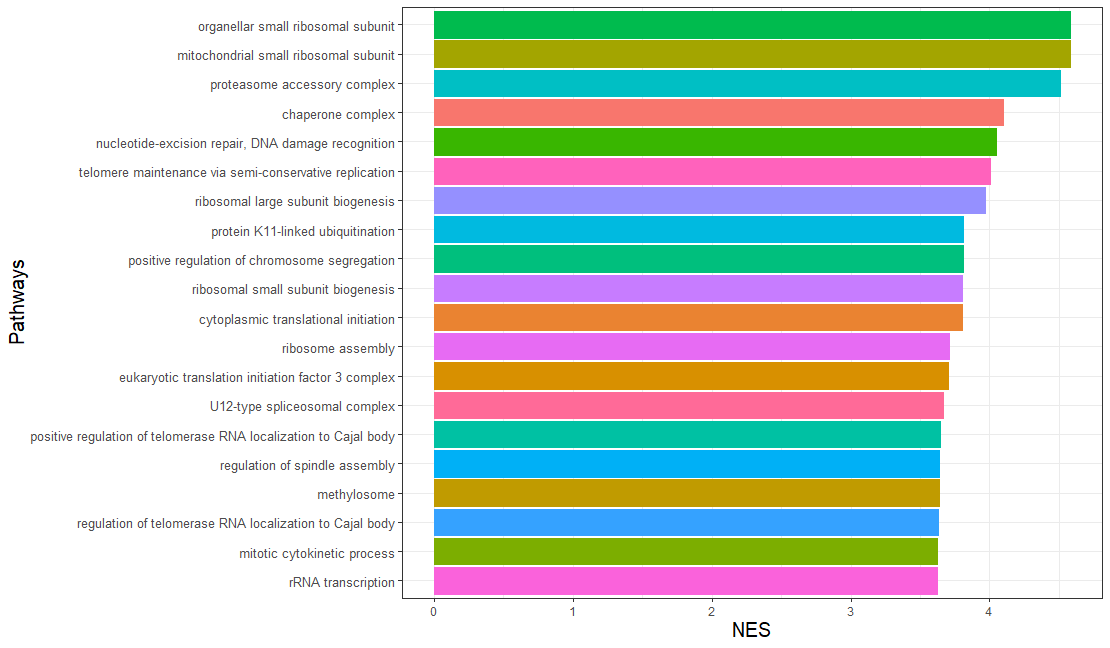 organellar small ribosomal subunit
mitochondrial small ribosomal subunit
proteasome accessory complex
chaperone complex
nucleotide-excision repair, DNA damage recognition
telomere maintenance via semi-conservative replication
ribosomal large subunit biogenesis
protein K11-linked ubiquitination
positive regulation of chromosome segregation
ribosomal small subunit biogenesis
cytoplasmic translational initiation
ribosome assembly
eukaryotic translation initiation factor 3 complex
U12-type spliceosomal complex
positive regulation of telomerase RNA localization to Cajal body
regulation of spindle assembly
methylosome
regulation of telomerase RNA localization to Cajal body
mitotic cytokinetic process
rRNA transcription
Pathways
0 1 2 3 4
NES